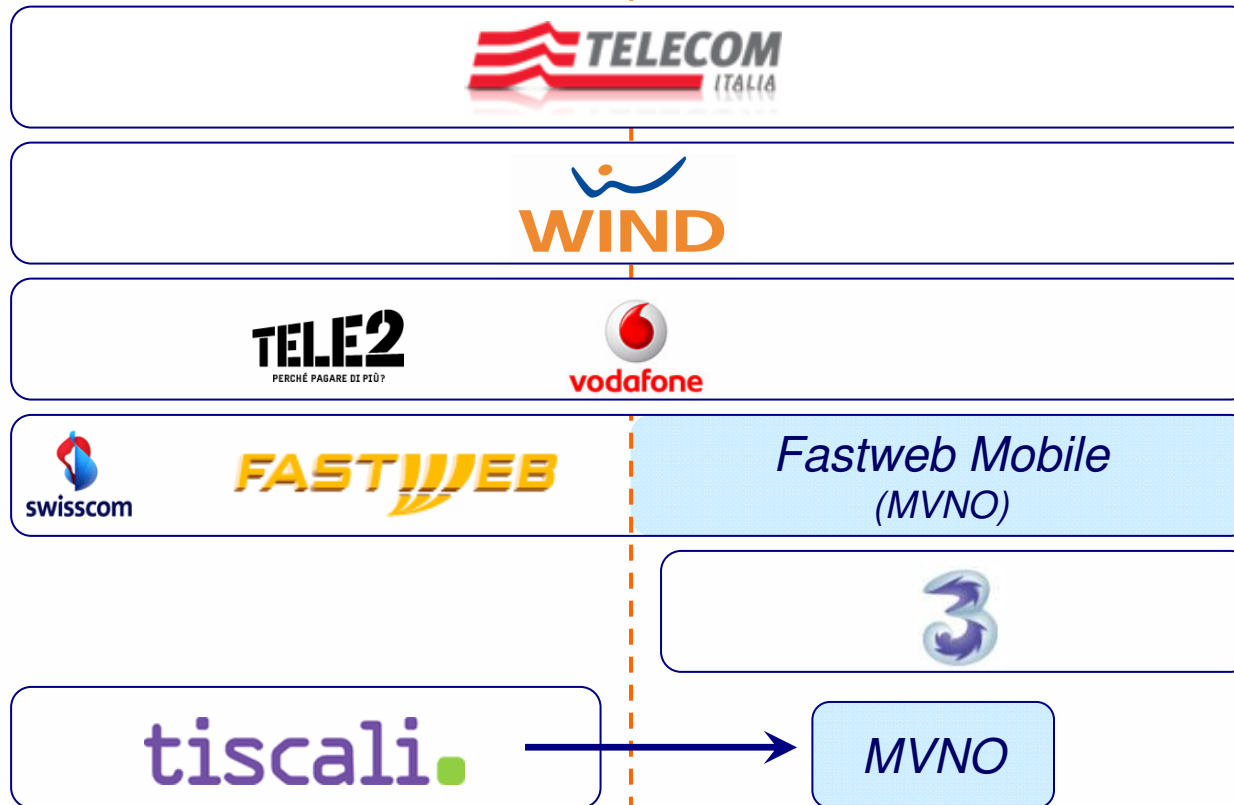 TELECOM
ITALIA
WIND
TELE2
PERCHÉ PAGARE DI PIÙ?
vodafone
swisscom
FASTWEB
Fastweb Mobile
(MVNO)
3
tiscali.
MVNO